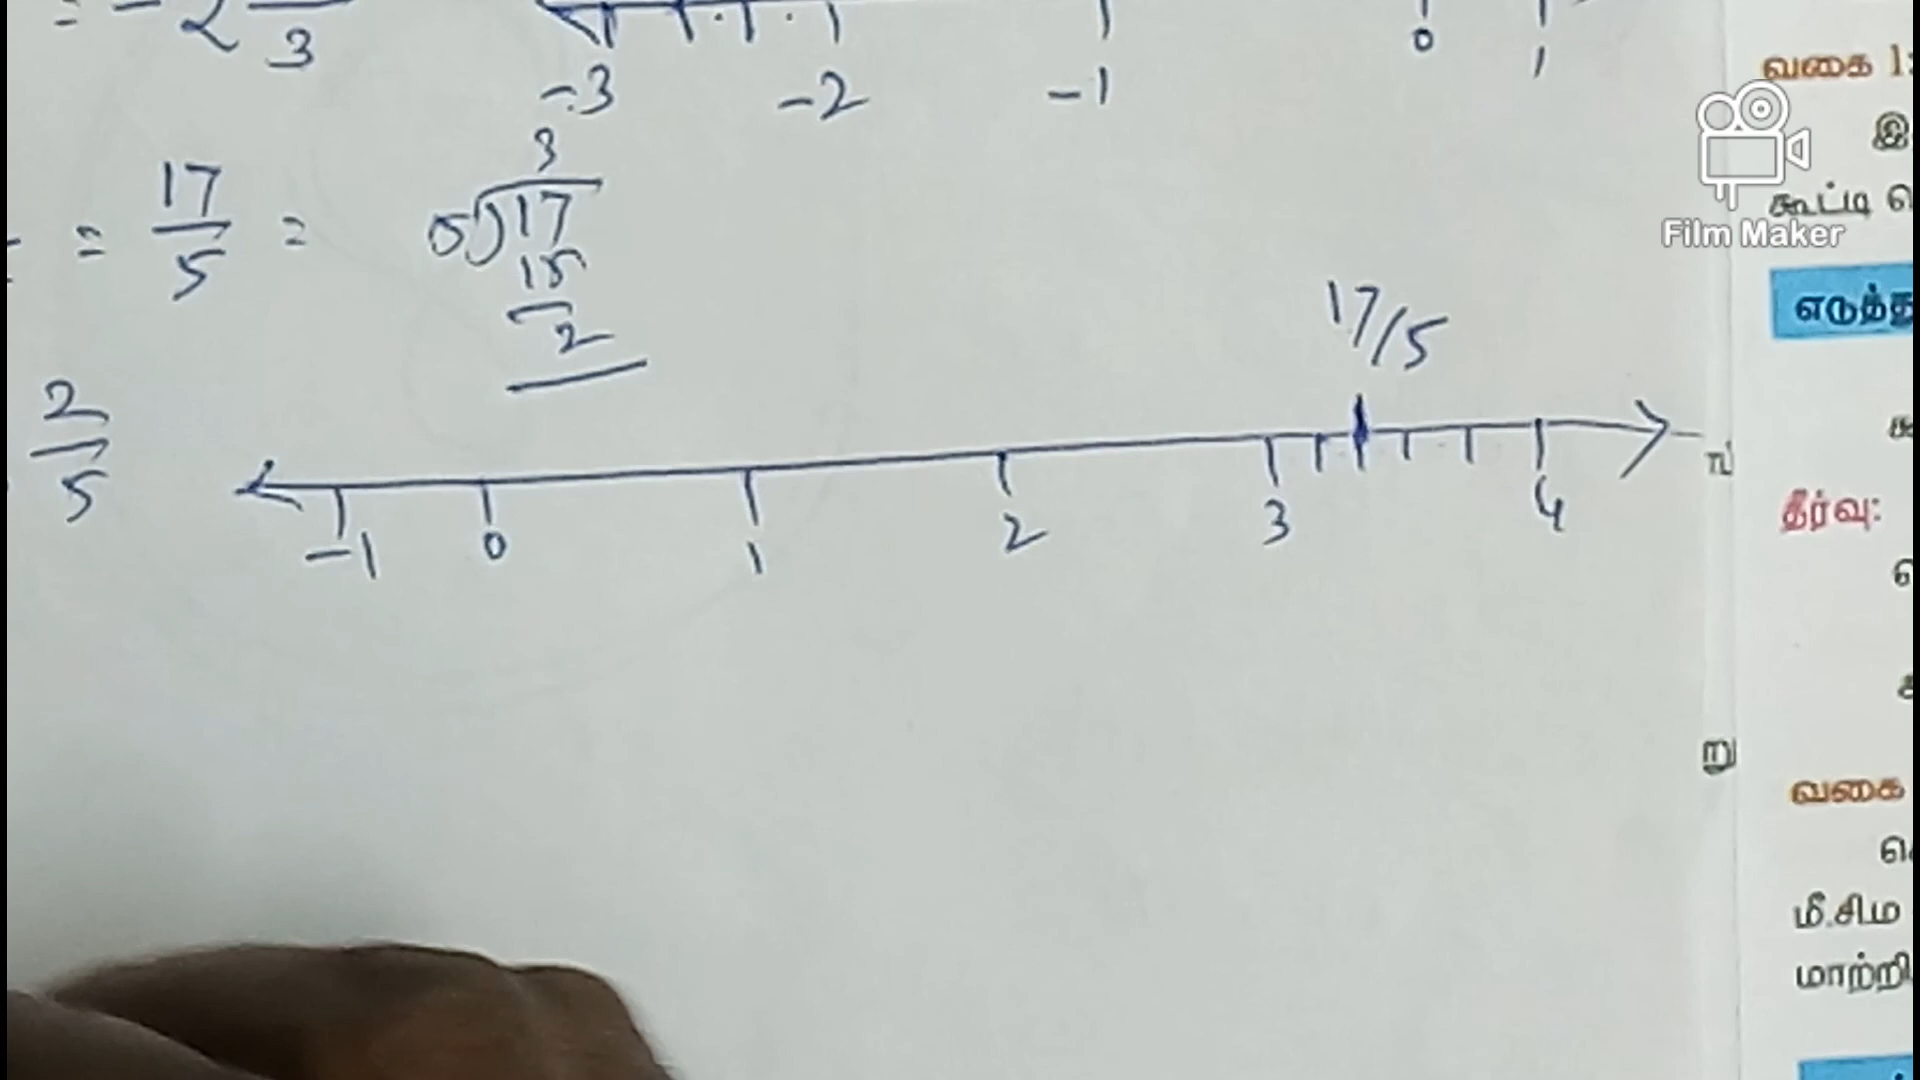 = - 2 /3
-3 -2 -1 0 1
= 17/5 =
3
5)17
15
2
17/5
2/5
-1 0 1 2 3 4
வகை 1:
கூட்டி
Film Maker
தீர்வு:
று
வகை
மீ.சி.ம